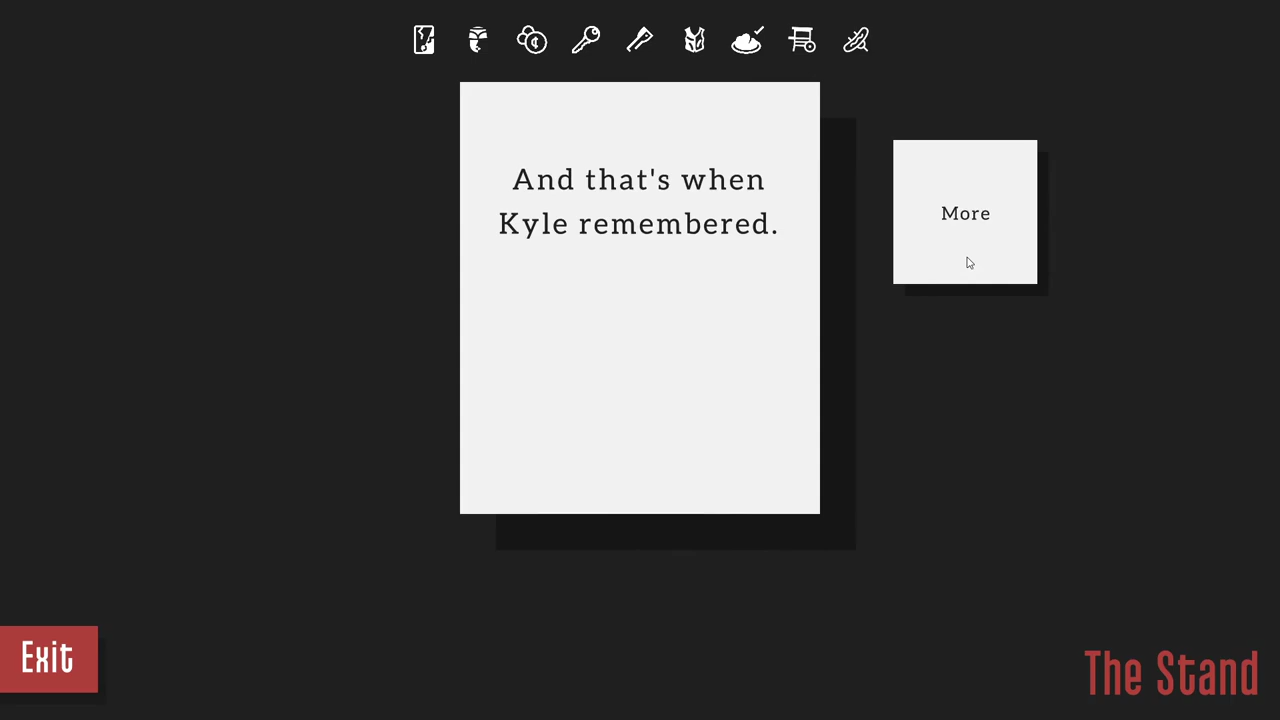 And that's when
Kyle remembered.
More
Exit
The Stand